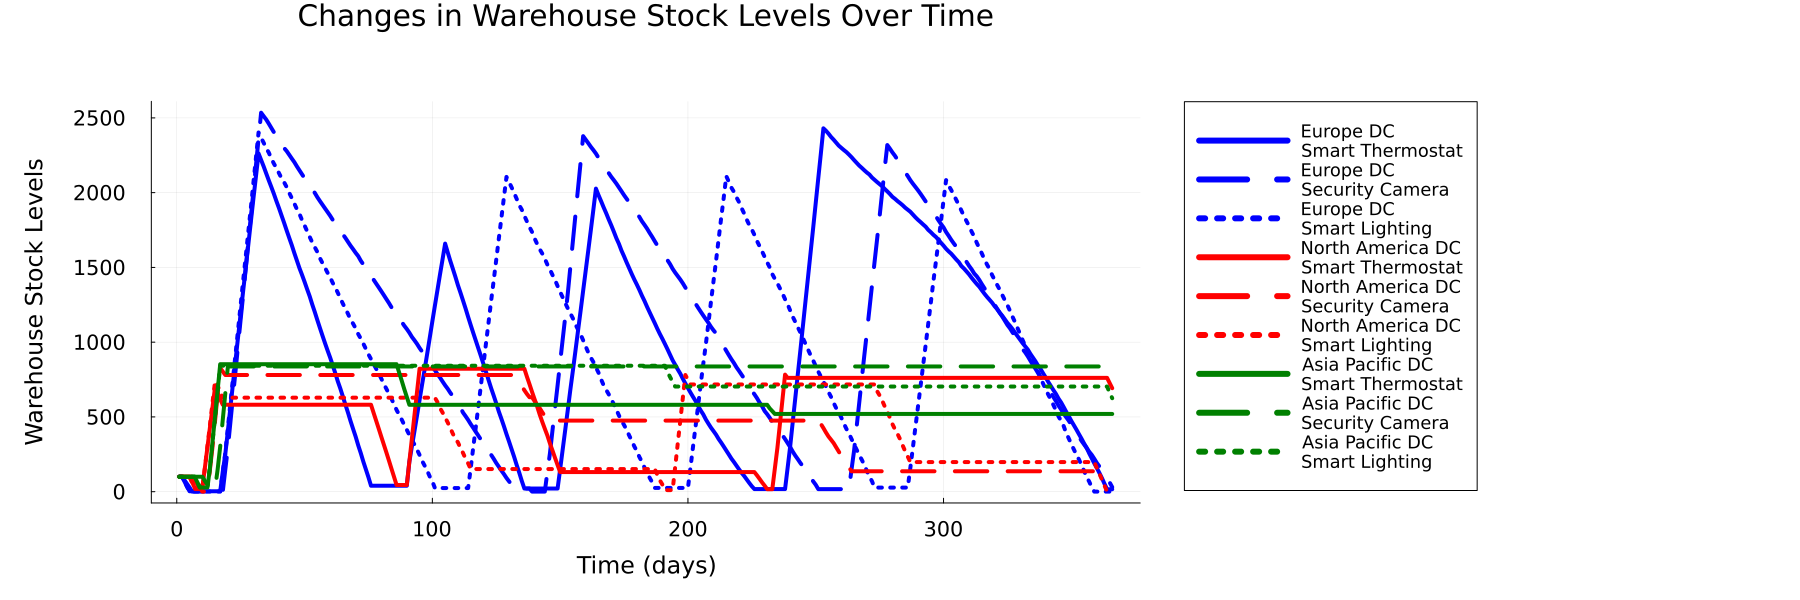 Changes in Warehouse Stock Levels Over Time
Warehouse Stock Levels
2500
2000
1500
1000
500
0
0 100 200 300
Time (days)
Europe DC
Smart Thermostat
Europe DC
Security Camera
Europe DC
Smart Lighting
North America DC
Smart Thermostat
North America DC
Security Camera
North America DC
Smart Lighting
Asia Pacific DC
Smart Thermostat
Asia Pacific DC
Security Camera
Asia Pacific DC
Smart Lighting